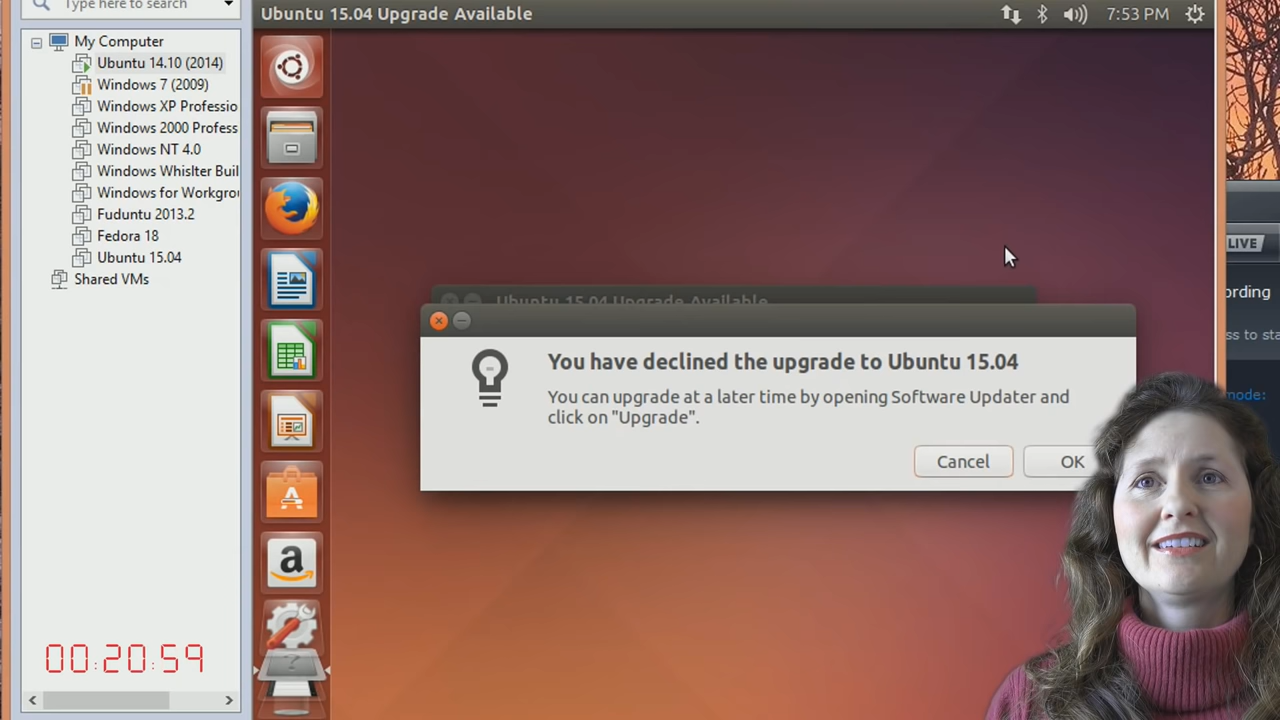 Type here to search
My Computer
Ubuntu 14.10 (2014)
Windows 7 (2009)
Windows XP Professio
Windows 2000 Profess
Windows NT 4.0
Windows Whislter Buil
Windows for Workgrou
Fuduntu 2013.2
Fedora 18
Ubuntu 15.04
Shared VMs
00:20:59
Ubuntu 15.04 Upgrade Available
7:53 PM
Ubuntu 15.04 Upgrade Available
You have declined the upgrade to Ubuntu 15.04
You can upgrade at a later time by opening Software Updater and
click on "Upgrade".
Cancel
OK
LIVE
ording
ss to sta
mode: